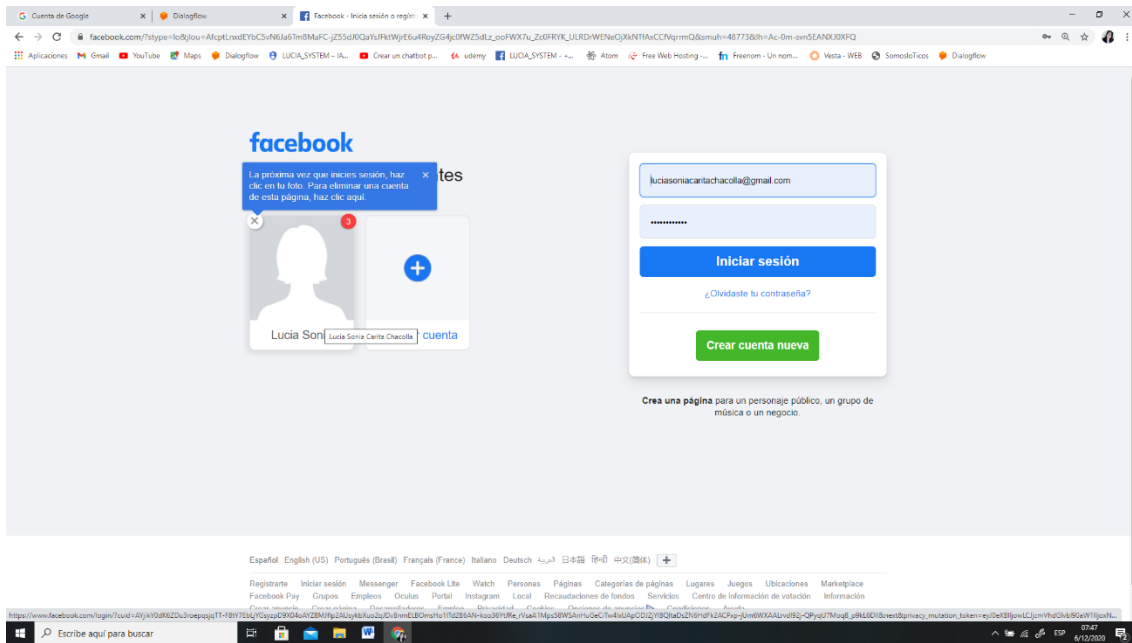 Cuenta de Google
Dialogflow
Facebook - Inicia sesión o regístr
facebook.com/?stype=lo&jlou=
Aplicaciones Gmail YouTube Maps Dialogflow LUCIA_SYSTEM - IA... Crear un chatbot p... udemy LUCIA_SYSTEM - +... Atom Free Web Hosting -... Freenom - Un nom... Vesta - WEB SomosloTicos Dialogflow
facebook
La próxima vez que inicies sesión, haz
clic en tu foto. Para eliminar una cuenta
de esta página, haz clic aquí.
tes
3
Lucia Soni
Lucia Sonia Carita Chacolla
cuenta
luciasoniacaritachacolla@gmail.com
Iniciar sesión
¿Olvidaste tu contraseña?
Crear cuenta nueva
Crea una página para un personaje público, un grupo de
música o un negocio.
Español English (US) Português (Brasil) Français (France) Italiano Deutsch العربية 日本語 हिन्दी 中文(简体)
Registrarte Iniciar sesión Messenger Facebook Lite Watch Personas Páginas Categorías de páginas Lugares Juegos Ubicaciones Marketplace
Facebook Pay Grupos Empleos Oculus Portal Instagram Local Recaudaciones de fondos Servicios Centro de información de votación Información
https://www.facebook.com/login/?cuid=
Escribe aquí para buscar
ESP
07:47
6/12/2020